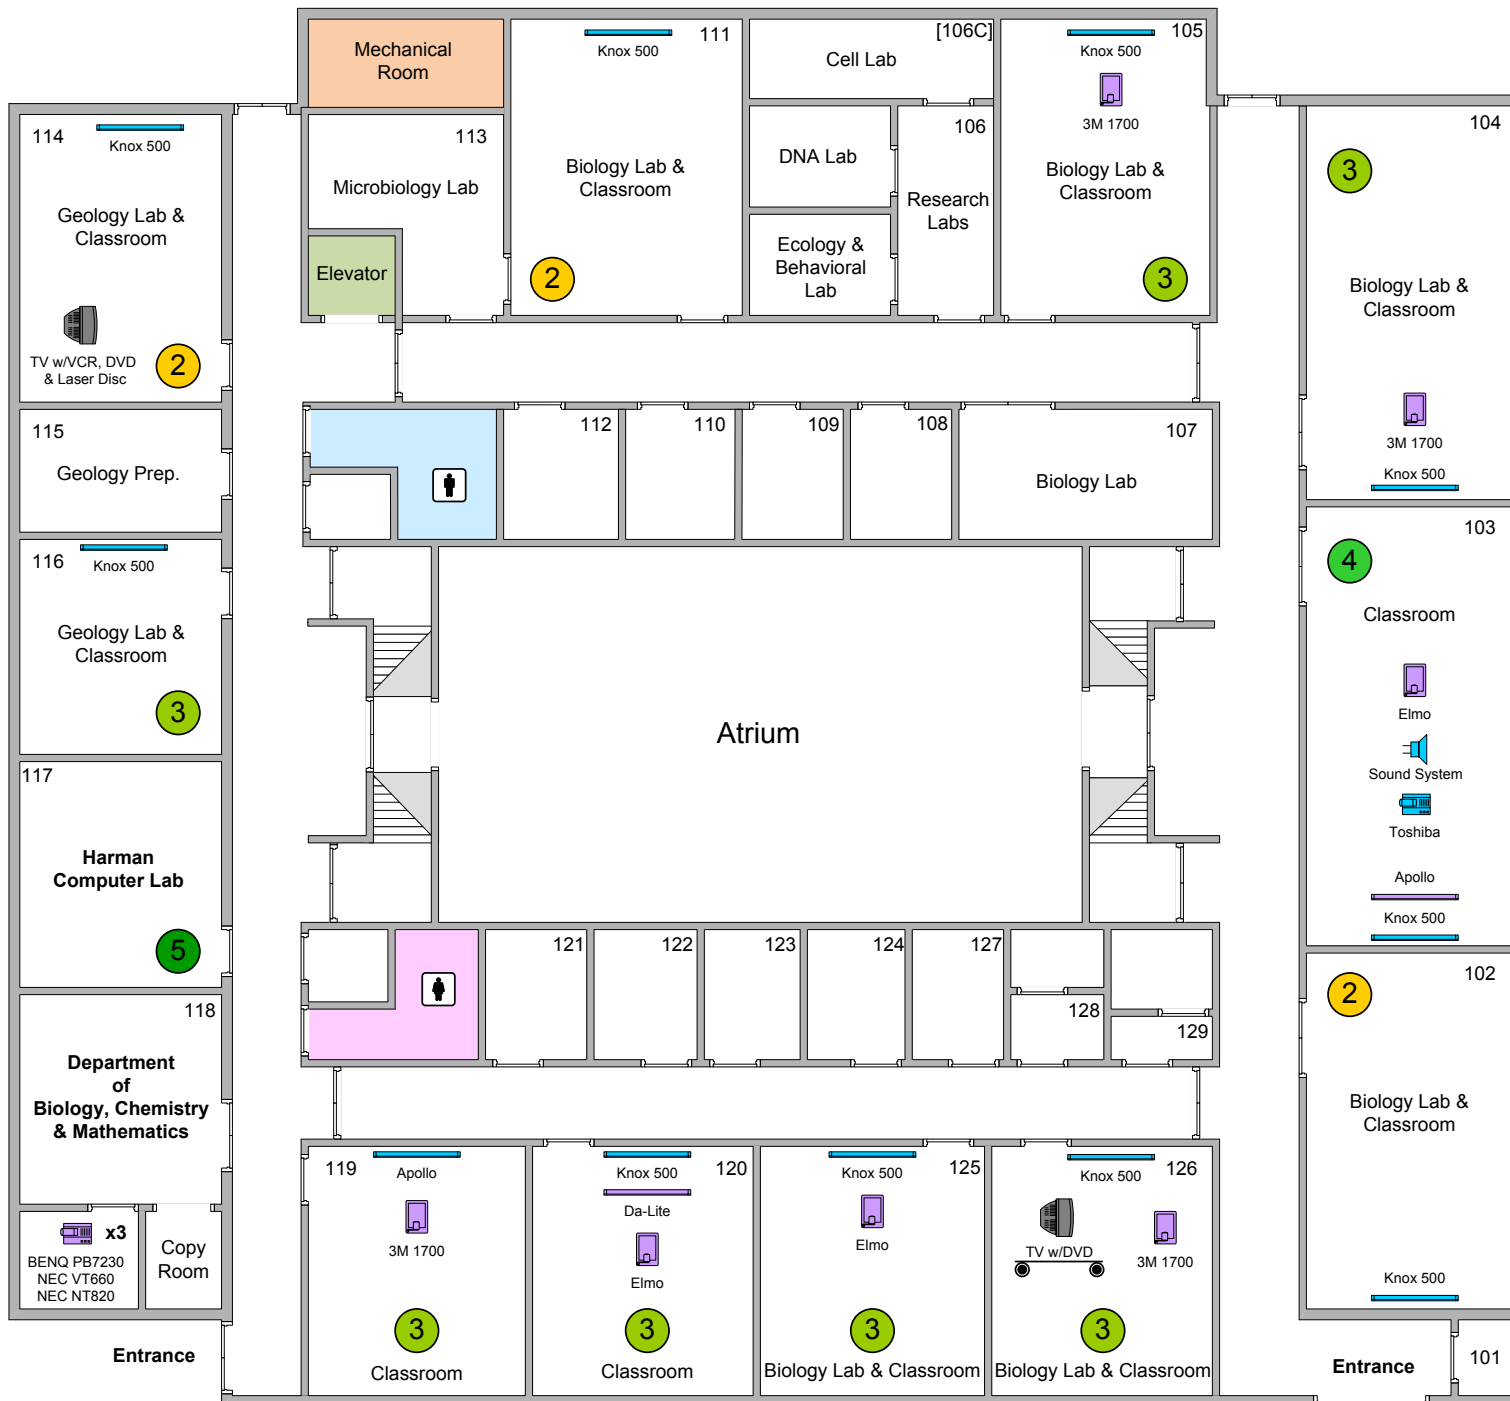 Mechanical
Room
Knox 500
111
[106C]
Cell Lab
Knox 500
105
3M 1700
Biology Lab &
Classroom
3
114
Knox 500
Geology Lab &
Classroom
TV w/VCR, DVD
& Laser Disc
2
113
Microbiology Lab
Elevator
Biology Lab &
Classroom
2
DNA Lab
106
Research
Labs
Ecology &
Behavioral
Lab
104
3
Biology Lab &
Classroom
3M 1700
Knox 500
115
Geology Prep.
112
110
109
108
107
Biology Lab
116
Knox 500
Geology Lab &
Classroom
3
Atrium
103
4
Classroom
Elmo
Sound System
Toshiba
Apollo
Knox 500
117
Harman
Computer Lab
5
121
122
123
124
127
128
129
102
2
Biology Lab &
Classroom
Knox 500
118
Department
of
Biology, Chemistry
& Mathematics
x3
BENQ PB7230
NEC VT660
NEC NT820
Copy
Room
119
Apollo
3M 1700
3
Classroom
Knox 500
120
Da-Lite
Elmo
3
Classroom
Knox 500
125
Elmo
3
Biology Lab & Classroom
Knox 500
126
TV w/DVD
3M 1700
3
Biology Lab & Classroom
Entrance
Entrance
101